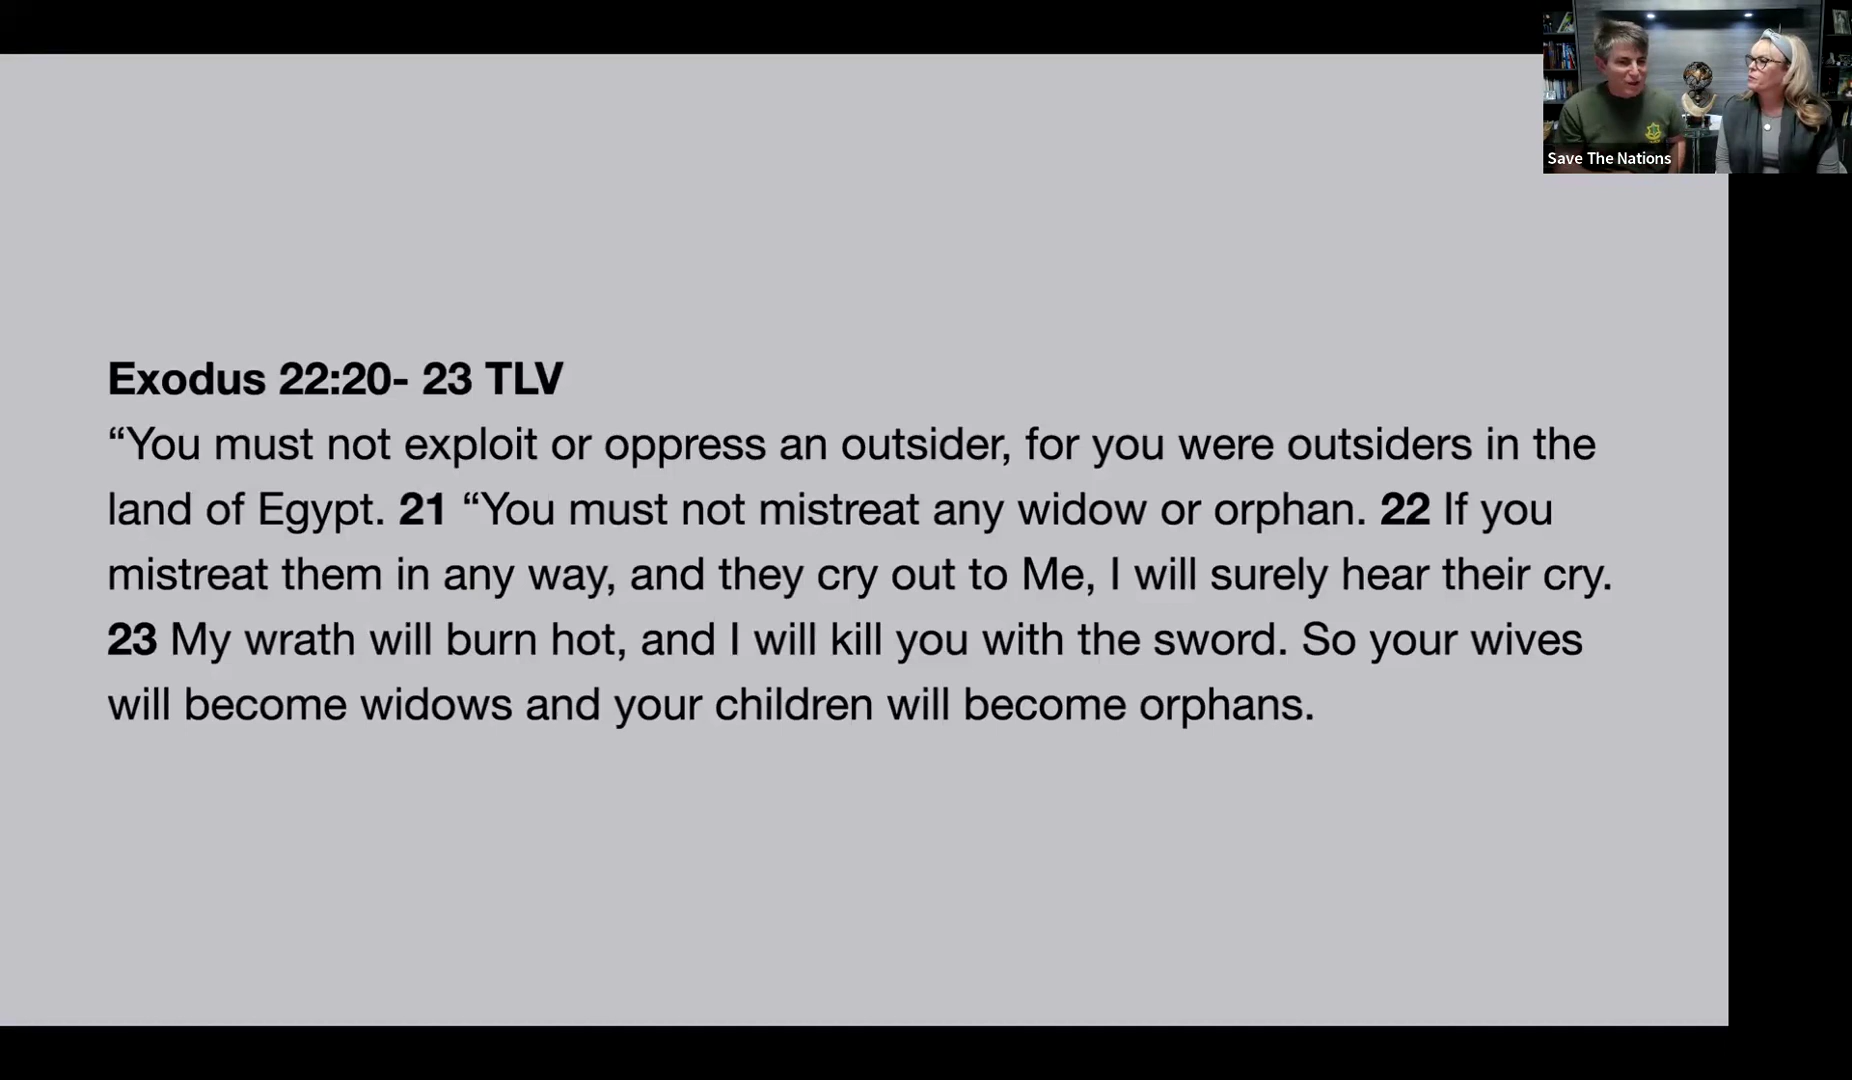 Save The Nations
Exodus 22:20- 23 TLV
“You must not exploit or oppress an outsider, for you were outsiders in the
land of Egypt. 21 “You must not mistreat any widow or orphan. 22 If you
mistreat them in any way, and they cry out to Me, I will surely hear their cry.
23 My wrath will burn hot, and I will kill you with the sword. So your wives
will become widows and your children will become orphans.